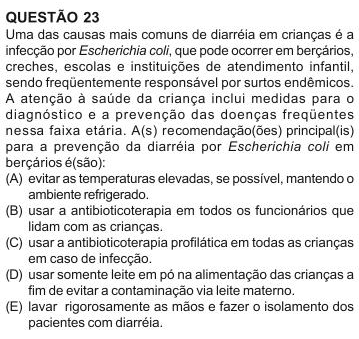 QUESTÃO 23
Uma das causas mais comuns de diarréia em crianças é a
infecção por Escherichia coli, que pode ocorrer em berçários,
creches, escolas e instituições de atendimento infantil,
sendo freqüentemente responsável por surtos endêmicos.
A atenção à saúde da criança inclui medidas para o
diagnóstico e a prevenção das doenças freqüentes
nessa faixa etária. A(s) recomendação(ões) principal(is)
para a prevenção da diarréia por Escherichia coli em
berçários é(são):
(A) evitar as temperaturas elevadas, se possível, mantendo o
ambiente refrigerado.
(B) usar a antibioticoterapia em todos os funcionários que
lidam com as crianças.
(C) usar a antibioticoterapia profilática em todas as crianças
em caso de infecção.
(D) usar somente leite em pó na alimentação das crianças a
fim de evitar a contaminação via leite materno.
(E) lavar rigorosamente as mãos e fazer o isolamento dos
pacientes com diarréia.